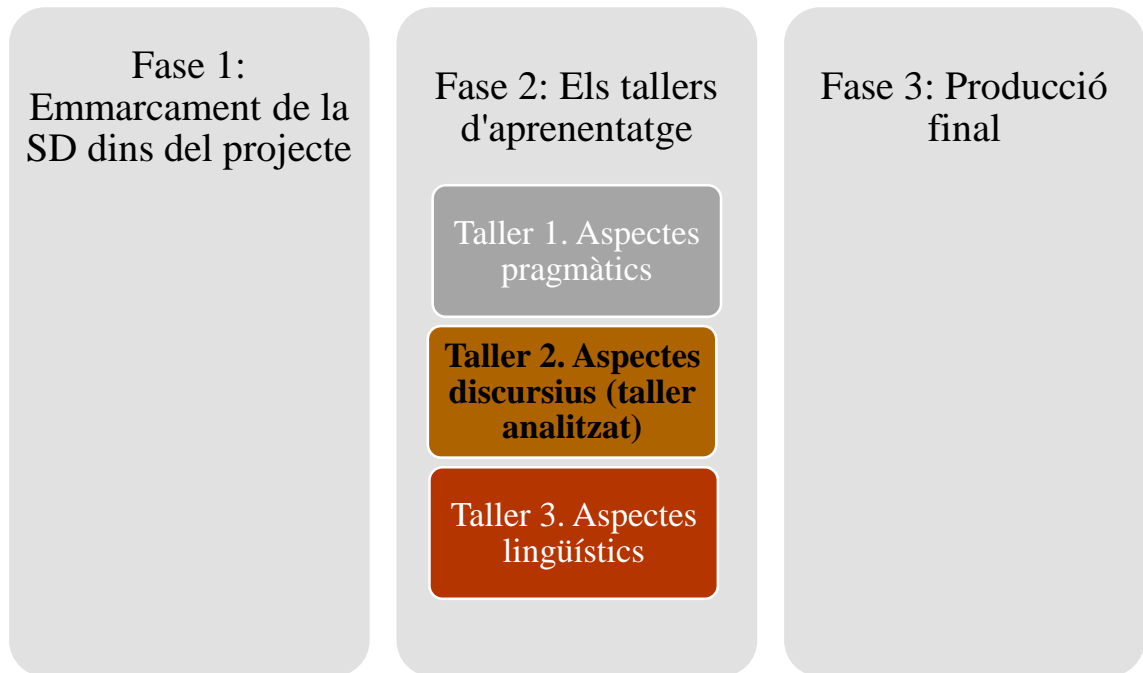 Fase 1:
Emmarcament de la
SD dins del projecte
Fase 2: Els tallers
d'aprenentatge
Taller 1. Aspectes
pragmàtics
Taller 2. Aspectes
discursius (taller
analitzat)
Taller 3. Aspectes
lingüístics
Fase 3: Producció
final